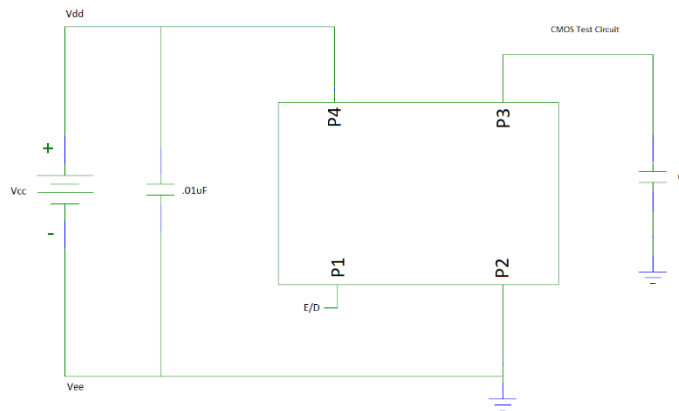 Vdd
CMOS Test Circuit
P4
P3
+
Vcc
.01uF
-
P1
P2
E/D
Vee